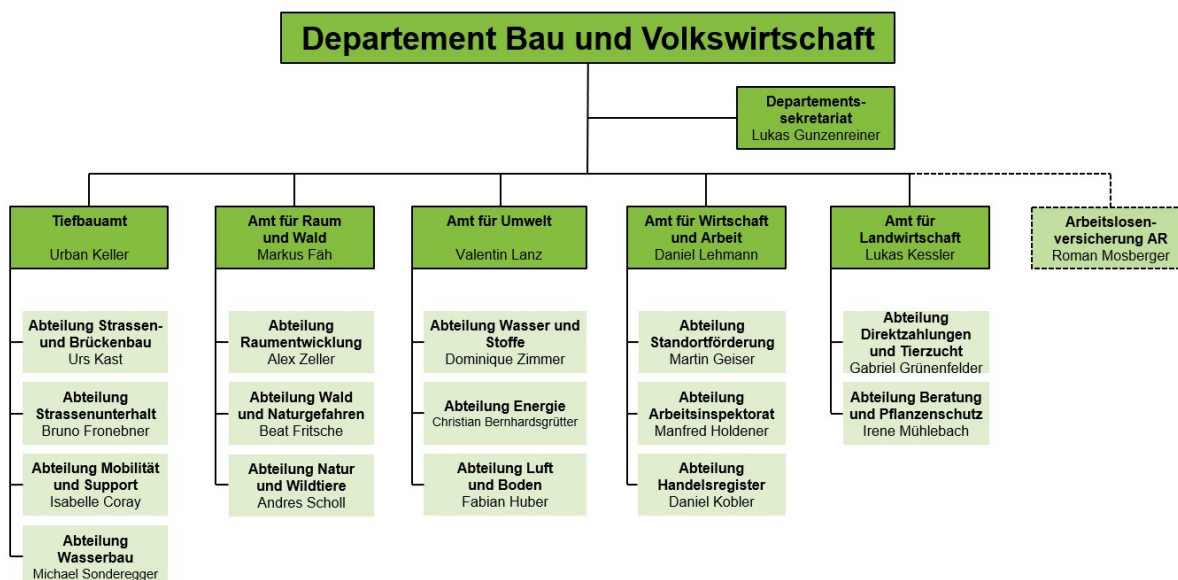 Departement Bau und Volkswirtschaft
Departements-
sekretariat
Lukas Gunzenreiner
Tiefbauamt
Urban Keller
Amt für Raum
und Wald
Markus Fäh
Amt für Umwelt
Valentin Lanz
Amt für Wirtschaft
und Arbeit
Daniel Lehmann
Amt für
Landwirtschaft
Lukas Kessler
Arbeitslosen-
versicherung AR
Roman Mosberger
Abteilung Strassen-
und Brückenbau
Urs Kast
Abteilung
Strassenunterhalt
Bruno Fronebner
Abteilung Mobilität
und Support
Isabelle Coray
Abteilung
Wasserbau
Michael Sonderegger
Abteilung
Raumentwicklung
Alex Zeller
Abteilung Wald
und Naturgefahren
Beat Fritsche
Abteilung Natur
und Wildtiere
Andres Scholl
Abteilung Wasser und
Stoffe
Dominique Zimmer
Abteilung Energie
Christian Bernhardsgrütter
Abteilung Luft
und Boden
Fabian Huber
Abteilung
Standortförderung
Martin Geiser
Abteilung
Arbeitsinspektorat
Manfred Holdener
Abteilung
Handelsregister
Daniel Kobler
Abteilung
Direktzahlungen
und Tierzucht
Gabriel Grünenfelder
Abteilung Beratung
und Pflanzenschutz
Irene Mühlebach